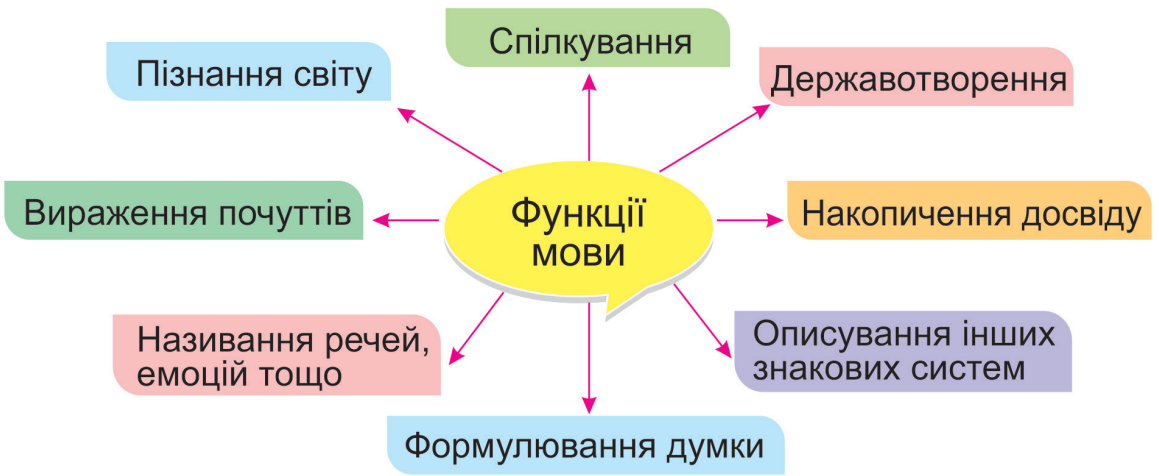 Спілкування
Пізнання світу
Державотворення
Вираження почуттів
Функції
мови
Накопичення досвіду
Називання речей,
емоцій тощо
Описування інших
знакових систем
Формулювання думки